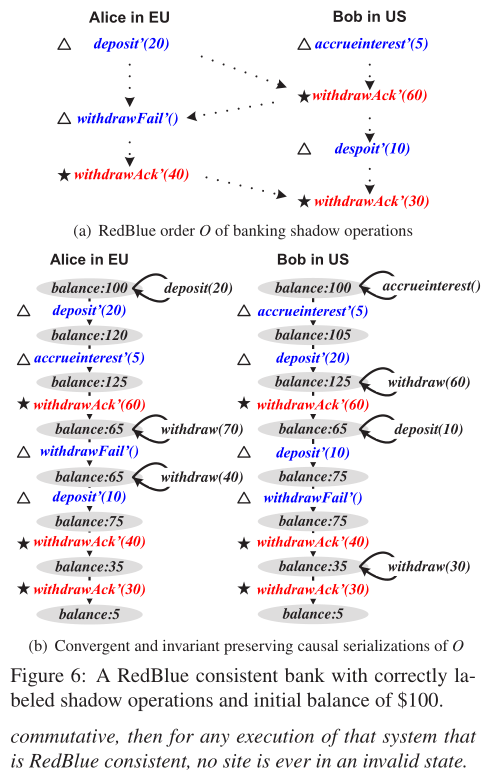 Alice in EU Bob in US
△ deposit'(20) △ accrueinterest'(5)
★ withdrawAck'(60)
△ withdrawFail'()
△ despoit'(10)
★ withdrawAck'(40)
★ withdrawAck'(30)
(a) RedBlue order O of banking shadow operations
Alice in EU Bob in US
balance:100 deposit(20) balance:100 accrueinterest()
△ deposit'(20) △ accrueinterest'(5)
balance:120 balance:105
△ accrueinterest'(5) △ deposit'(20)
balance:125 balance:125 withdraw(60)
★ withdrawAck'(60) ★ withdrawAck'(60)
balance:65 withdraw(70) balance:65 deposit(10)
△ withdrawFail'() △ deposit'(10)
balance:65 withdraw(40) balance:75
△ deposit'(10) △ withdrawFail'()
balance:75 balance:75
★ withdrawAck'(40) ★ withdrawAck'(40)
balance:35 balance:35 withdraw(30)
★ withdrawAck'(30) ★ withdrawAck'(30)
balance:5 balance:5
(b) Convergent and invariant preserving causal serializations of O
Figure 6: A RedBlue consistent bank with correctly la-
beled shadow operations and initial balance of $100.
commutative, then for any execution of that system that
is RedBlue consistent, no site is ever in an invalid state.